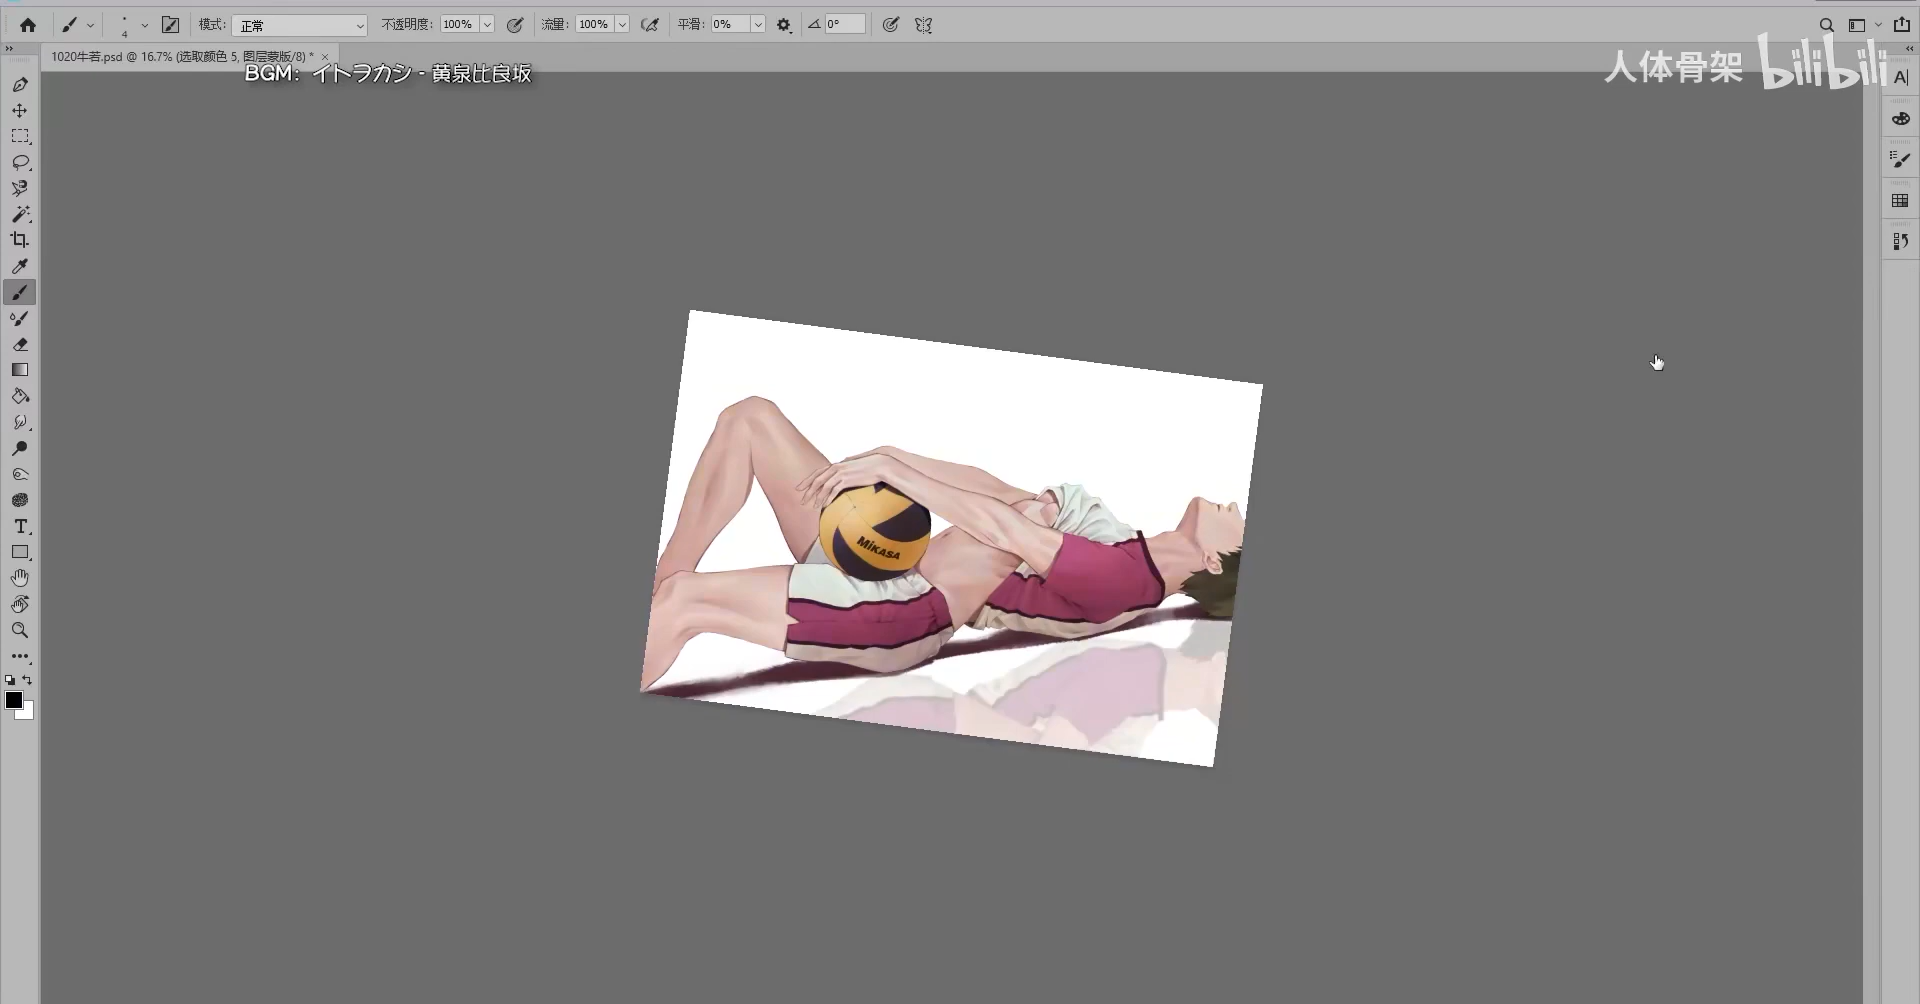 模式: 正常 不透明度: 100% 流量: 100% 平滑: 0% 0°
4
1020牛若.psd @ 16.7% (选取颜色 5, 图层蒙版/8) * ×
BGM: イトヲカシ - 黄泉比良坂
人体骨架 bilibili
A|
MIKASA
T